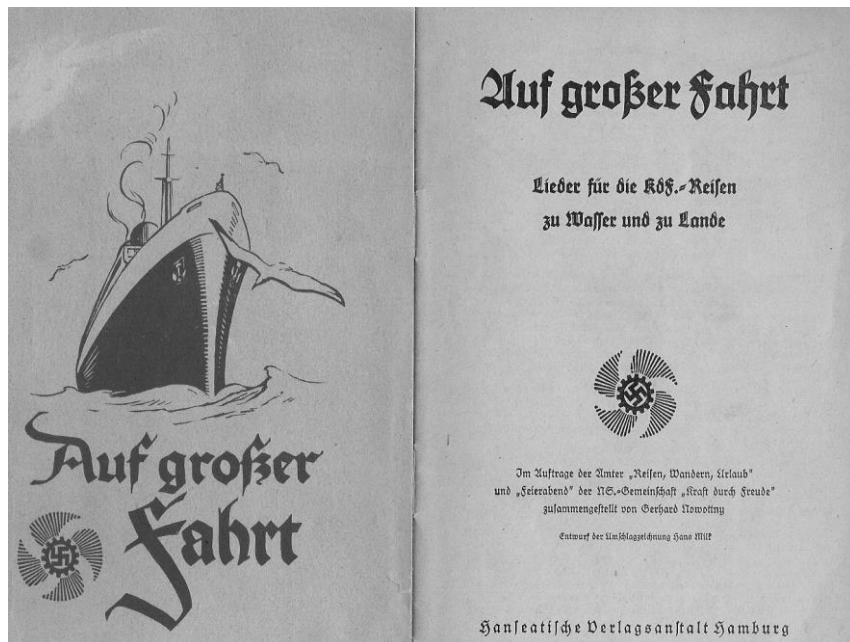 Auf großer
Fahrt
Auf großer Fahrt
Lieder für die KdF.-Reisen
zu Wasser und zu Lande
Im Auftrage der Ämter „Reisen, Wandern, Urlaub"
und „Feierabend" der NS.-Gemeinschaft „Kraft durch Freude"
zusammengestellt von Gerhard Nowottny
Entwurf der Umschlagzeichnung Hans Milk
Hanseatische Verlagsanstalt Hamburg